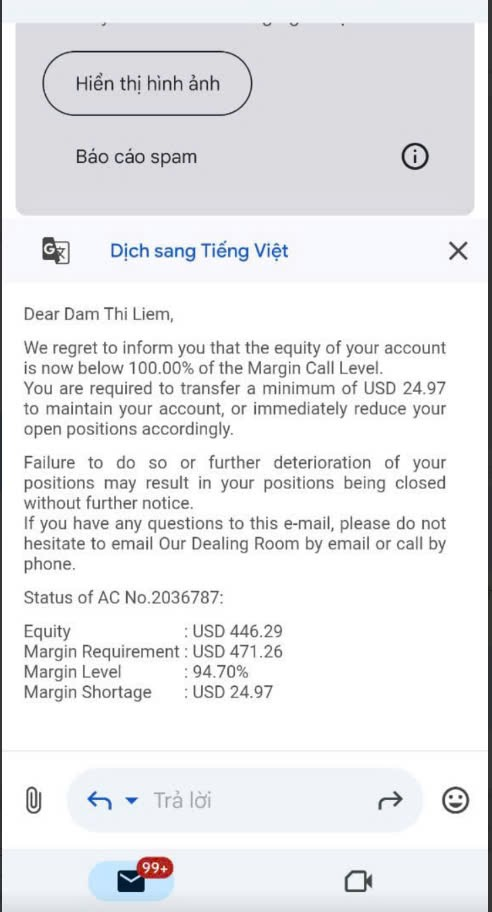 Hiển thị hình ảnh
Báo cáo spam
Dịch sang Tiếng Việt
Dear Dam Thi Liem,
We regret to inform you that the equity of your account
is now below 100.00% of the Margin Call Level.
You are required to transfer a minimum of USD 24.97
to maintain your account, or immediately reduce your
open positions accordingly.
Failure to do so or further deterioration of your
positions may result in your positions being closed
without further notice.
If you have any questions to this e-mail, please do not
hesitate to email Our Dealing Room by email or call by
phone.
Status of AC No.2036787:
Equity : USD 446.29
Margin Requirement : USD 471.26
Margin Level : 94.70%
Margin Shortage : USD 24.97
Trả lời
99+